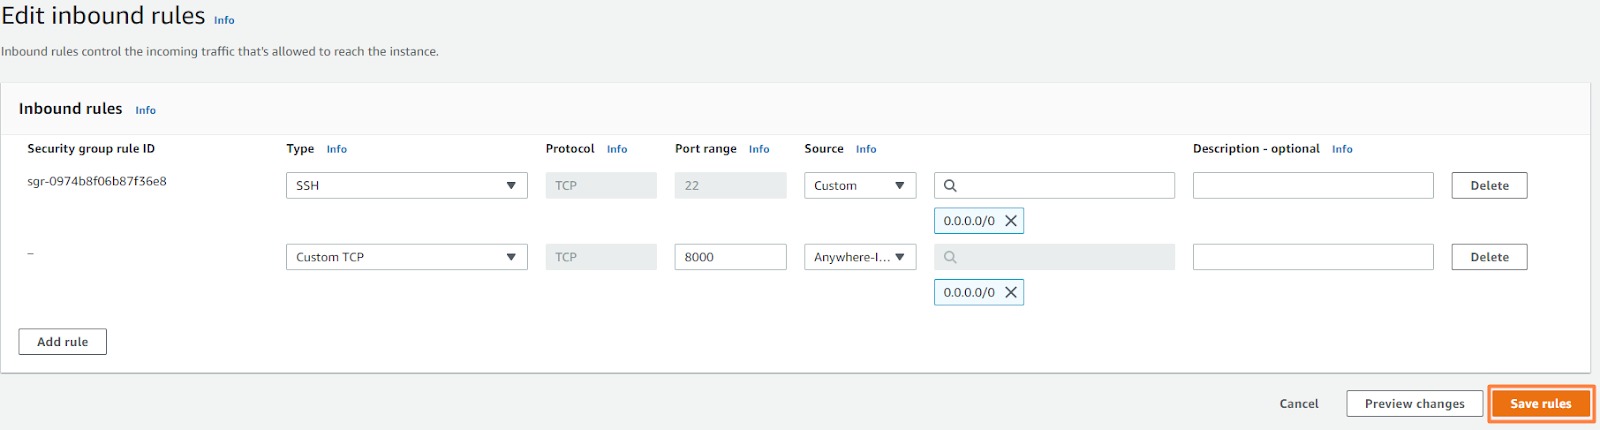 Edit inbound rules Info
Inbound rules control the incoming traffic that's allowed to reach the instance.
Inbound rules Info
Security group rule ID Type Info Protocol Info Port range Info Source Info Description - optional Info
sgr-0974b8f06b87f36e8 SSH TCP 22 Custom Delete
0.0.0.0/0
– Custom TCP TCP 8000 Anywhere-I... Delete
0.0.0.0/0
Add rule
Cancel Preview changes Save rules